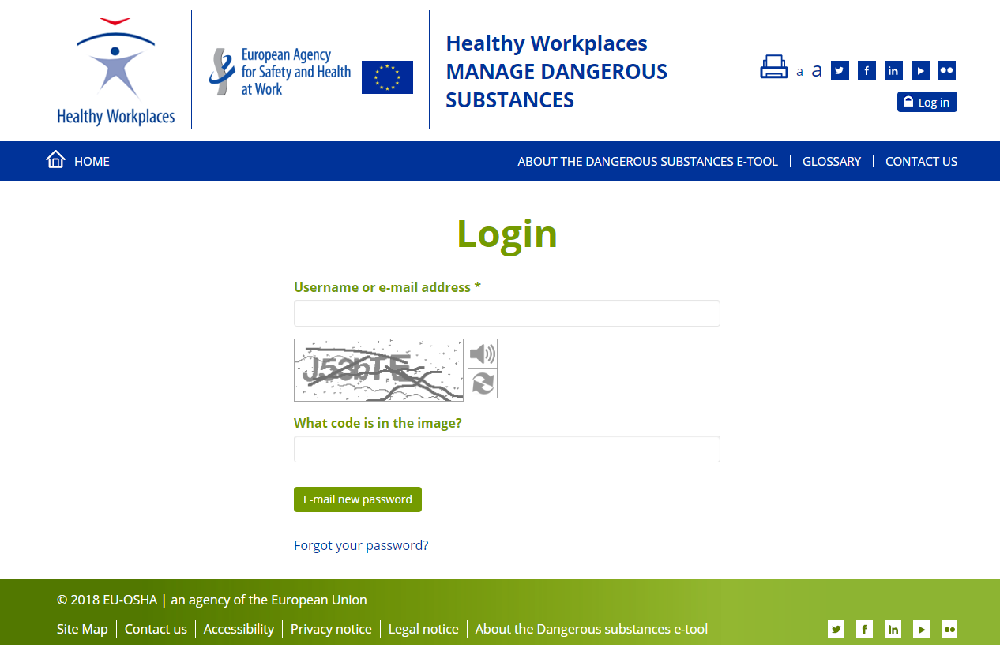 Healthy Workplaces
European Agency
for Safety and Health
at Work
Healthy Workplaces
MANAGE DANGEROUS
SUBSTANCES
a a
Log in
HOME
ABOUT THE DANGEROUS SUBSTANCES E-TOOL | GLOSSARY | CONTACT US
Login
Username or e-mail address *
What code is in the image?
E-mail new password
Forgot your password?
© 2018 EU-OSHA | an agency of the European Union
Site Map | Contact us | Accessibility | Privacy notice | Legal notice | About the Dangerous substances e-tool